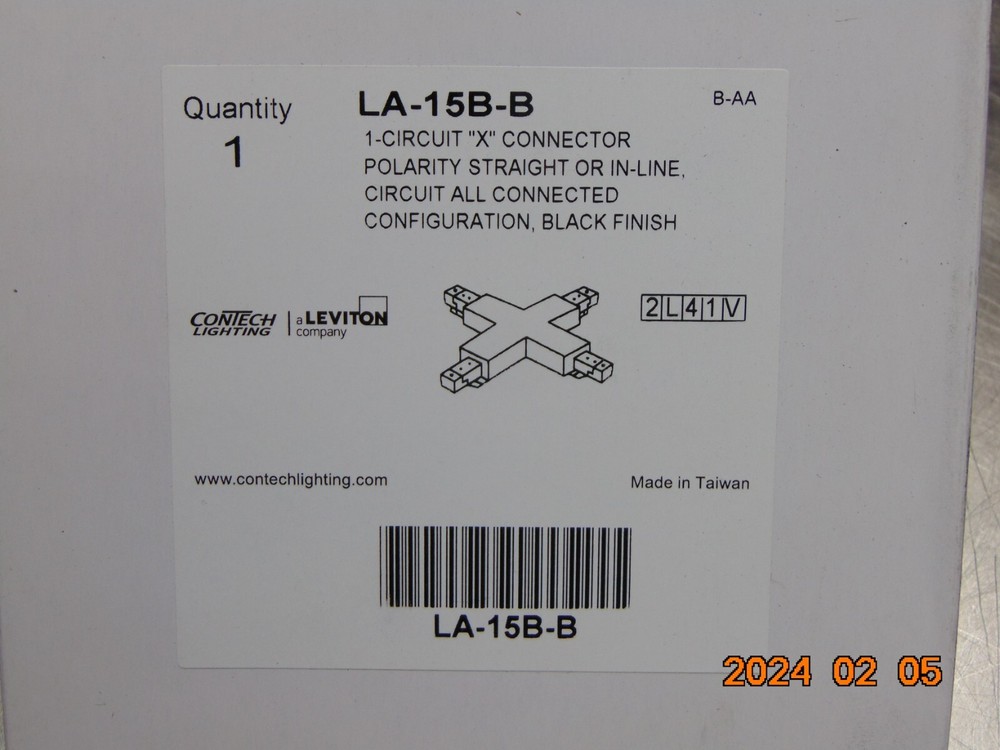 Quantity
1
LA-15B-B
B-AA
1-CIRCUIT "X" CONNECTOR
POLARITY STRAIGHT OR IN-LINE,
CIRCUIT ALL CONNECTED
CONFIGURATION, BLACK FINISH
CONTECH
LIGHTING
a LEVITON
company
2L41V
www.contechlighting.com
Made in Taiwan
LA-15B-B
2024 02 05